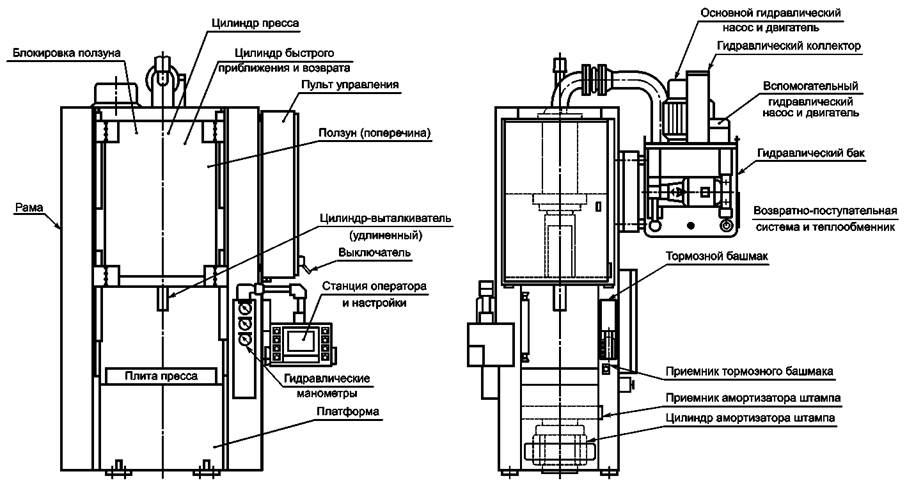 Цилиндр пресса
Блокировка ползуна
Цилиндр быстрого
приближения и возврата
Пульт управления
Ползун (поперечина)
Рама
Цилиндр-выталкиватель
(удлиненный)
Выключатель
Станция оператора
и настройки
Плита пресса
Гидравлические
манометры
Платформа
Основной гидравлический
насос и двигатель
Гидравлический коллектор
Вспомогательный
гидравлический
насос и двигатель
Гидравлический бак
Возвратно-поступательная
система и теплообменник
Тормозной башмак
Приемник тормозного башмака
Приемник амортизатора штампа
Цилиндр амортизатора штампа